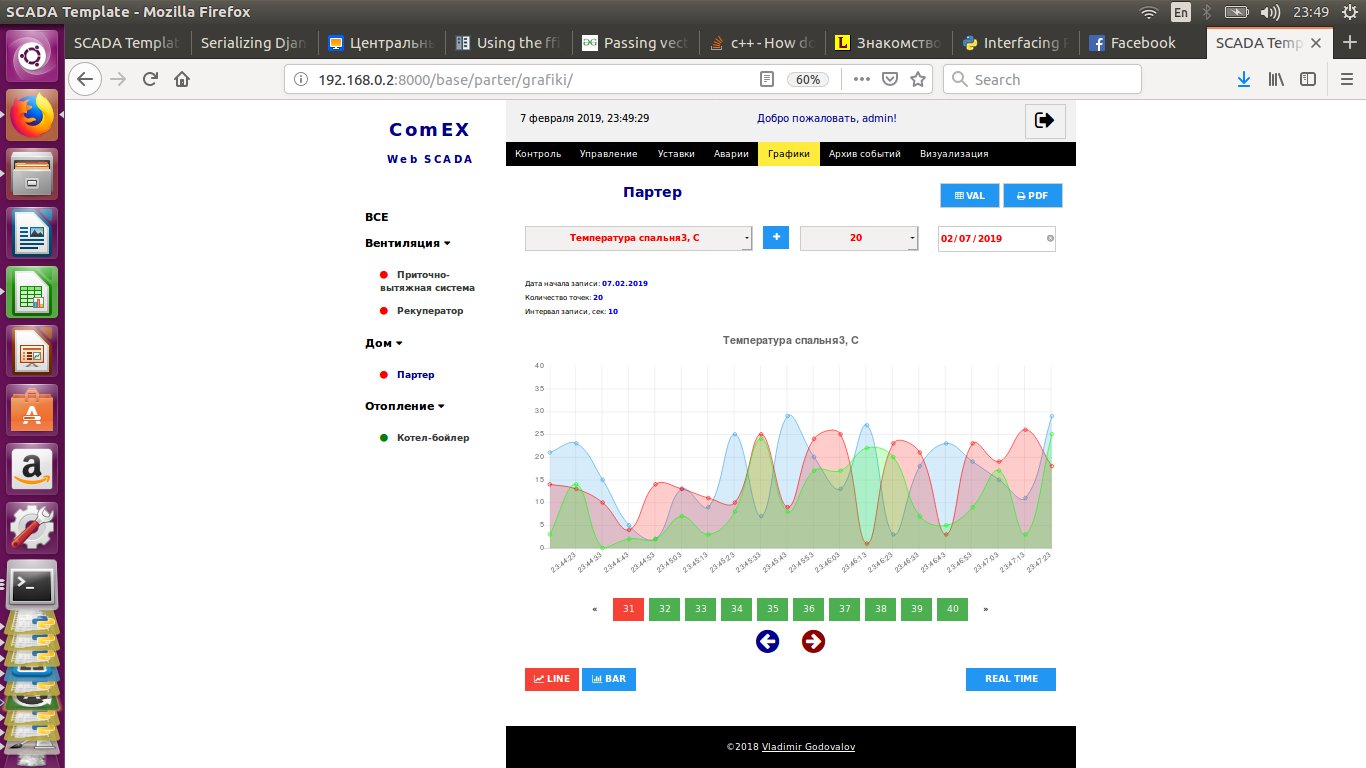 SCADA Template - Mozilla Firefox
En
23:49
SCADA Templat
Serializing Djan
Центральнь
Using the ffi
Passing vect
c++ - How do
Знакомство
Interfacing
Facebook
SCADA Temp
192.168.0.2:8000/base/parter/grafiki/
60%
Search
ComEX
Web SCADA
7 февраля 2019, 23:49:29
Добро пожаловать, admin!
Контроль
Управление
Уставки
Аварии
Графики
Архив событий
Визуализация
Партер
VAL
PDF
ВСЕ
Вентиляция
Приточно-
вытяжная система
Рекуператор
Дом
Партер
Отопление
Котел-бойлер
Температура спальня3, С
+
20
02/07/2019
Дата начала записи: 07.02.2019
Количество точек: 20
Интервал записи, сек: 10
Температура спальня3, С
40
35
30
25
20
15
10
5
0
23:44:23
23:44:33
23:44:43
23:44:53
23:45:03
23:45:13
23:45:23
23:45:33
23:45:43
23:45:53
23:46:03
23:46:13
23:46:23
23:46:33
23:46:43
23:46:53
23:47:03
23:47:13
23:47:23
«
31
32
33
34
35
36
37
38
39
40
»
LINE
BAR
REAL TIME
©2018 Vladimir Godovalov